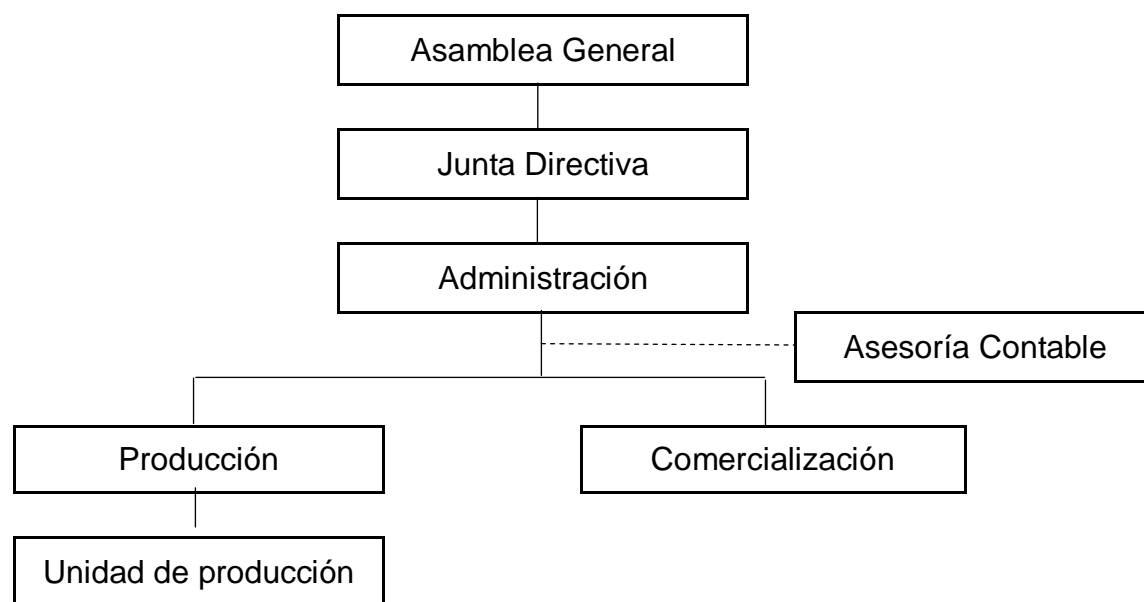 Asamblea General
Junta Directiva
Administración
Asesoría Contable
Producción
Comercialización
Unidad de producción